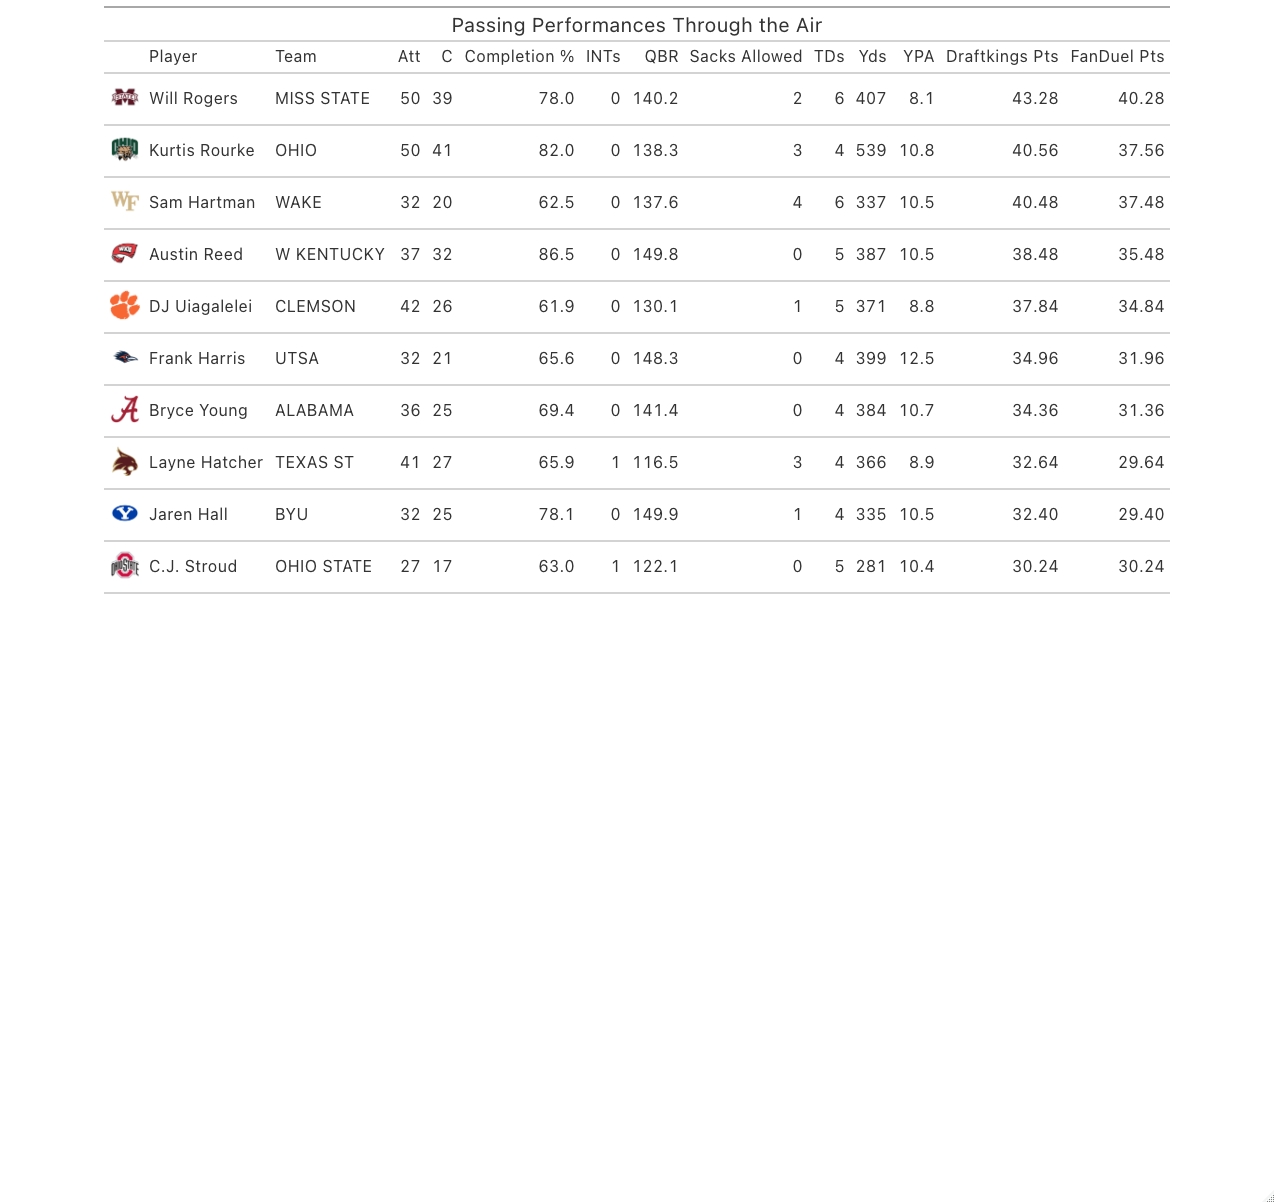 Passing Performances Through the Air
Player Team Att C Completion % INTs QBR Sacks Allowed TDs Yds YPA Draftkings Pts FanDuel Pts
Will Rogers MISS STATE 50 39 78.0 0 140.2 2 6 407 8.1 43.28 40.28
Kurtis Rourke OHIO 50 41 82.0 0 138.3 3 4 539 10.8 40.56 37.56
Sam Hartman WAKE 32 20 62.5 0 137.6 4 6 337 10.5 40.48 37.48
Austin Reed W KENTUCKY 37 32 86.5 0 149.8 0 5 387 10.5 38.48 35.48
DJ Uiagalelei CLEMSON 42 26 61.9 0 130.1 1 5 371 8.8 37.84 34.84
Frank Harris UTSA 32 21 65.6 0 148.3 0 4 399 12.5 34.96 31.96
Bryce Young ALABAMA 36 25 69.4 0 141.4 0 4 384 10.7 34.36 31.36
Layne Hatcher TEXAS ST 41 27 65.9 1 116.5 3 4 366 8.9 32.64 29.64
Jaren Hall BYU 32 25 78.1 0 149.9 1 4 335 10.5 32.40 29.40
C.J. Stroud OHIO STATE 27 17 63.0 1 122.1 0 5 281 10.4 30.24 30.24